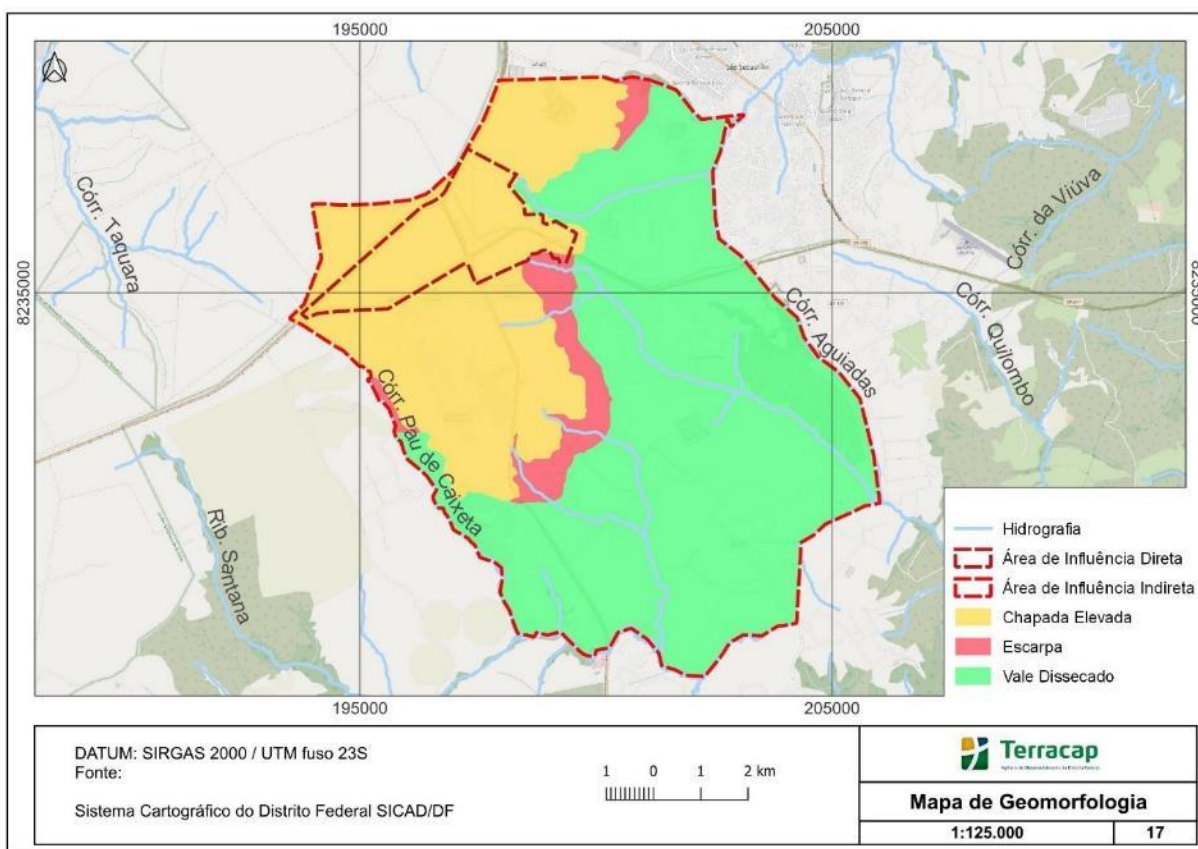 195000
205000
São Sebastião
Córr. Taquara
Córr. da Viúva
8235000
8235000
Córr. Aguiadas
Córr. Quilombo
Córr. Pau de Caixeta
Rib. Santana
Hidrografia
Área de Influência Direta
Área de Influência Indireta
Chapada Elevada
Escarpa
Vale Dissecado
195000
205000
DATUM: SIRGAS 2000 / UTM fuso 23S
Fonte:
Sistema Cartográfico do Distrito Federal SICAD/DF
1 0 1 2 km
Terracap
Mapa de Geomorfologia
1:125.000
17